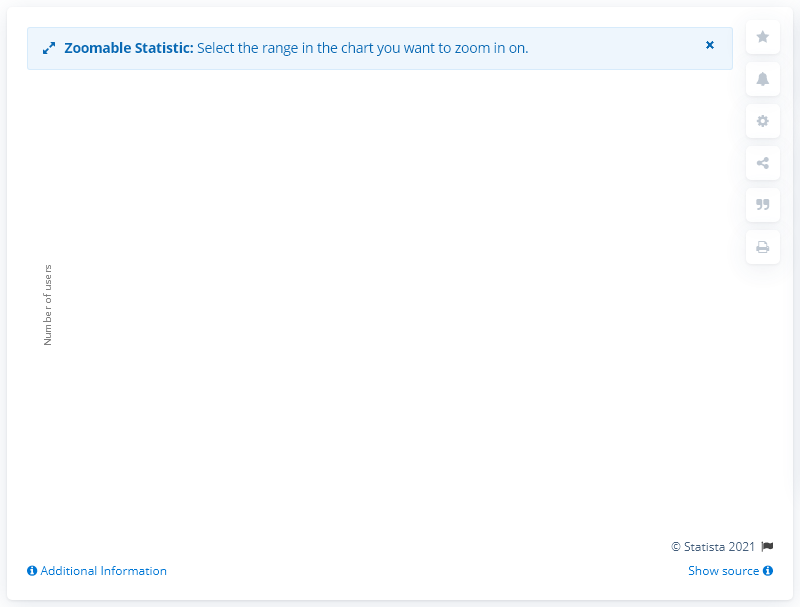 Zoomable Statistic: Select the range in the chart you want to zoom in on.
Number of users
© Statista 2021
Additional Information
Show source